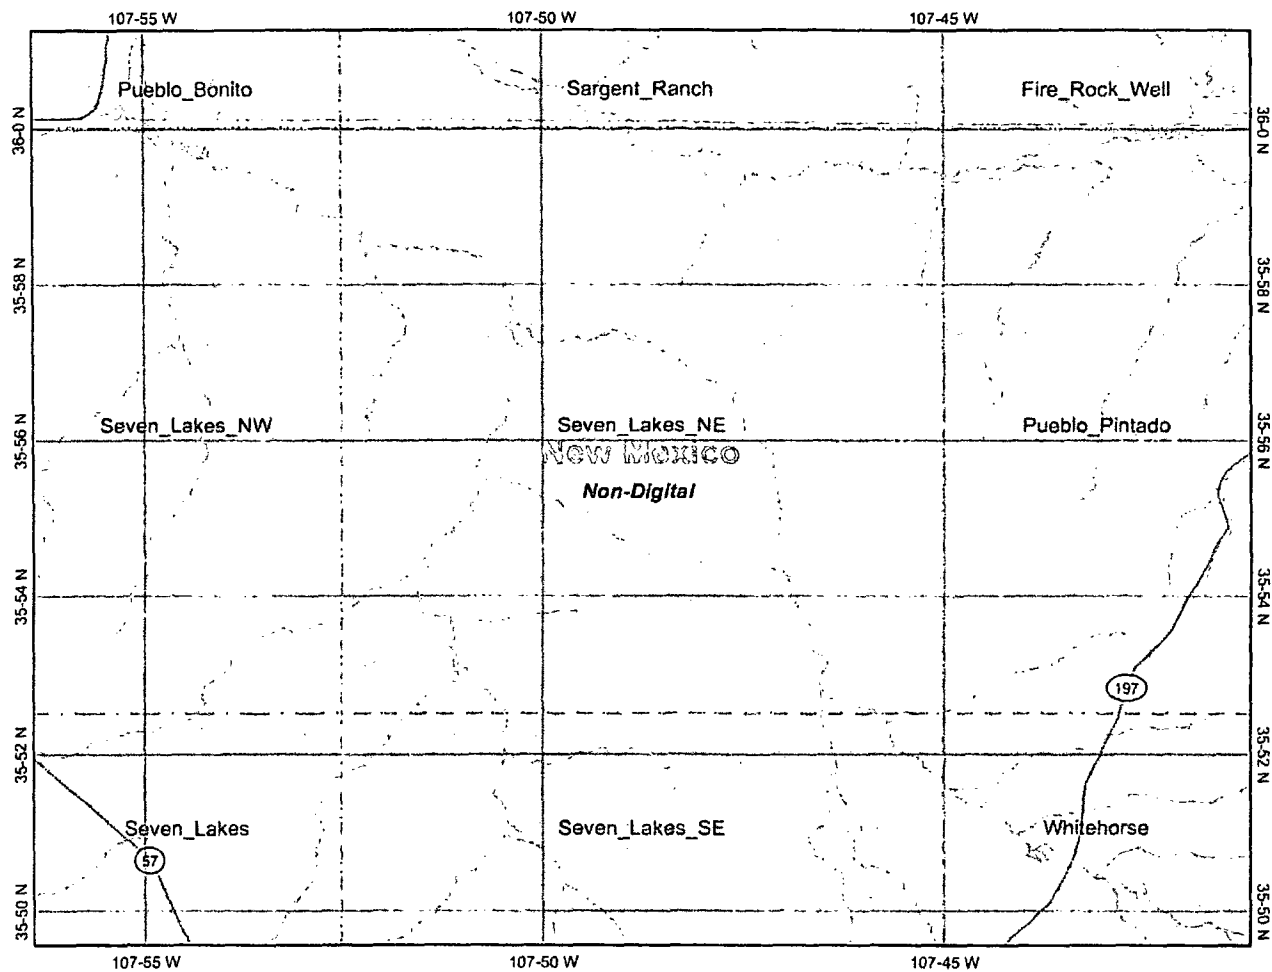 107-55 W 107-50 W 107-45 W
Pueblo_Bonito Sargent_Ranch Fire_Rock_Well
36-0 N 36-0 N
35-58 N 35-58 N
Seven_Lakes_NW Seven_Lakes_NE Pueblo_Pintado
35-56 N 35-56 N
New Mexico
Non-Digital
35-54 N 35-54 N
197
35-52 N 35-52 N
Seven_Lakes Seven_Lakes_SE Whitehorse
57
35-50 N 35-50 N
107-55 W 107-50 W 107-45 W